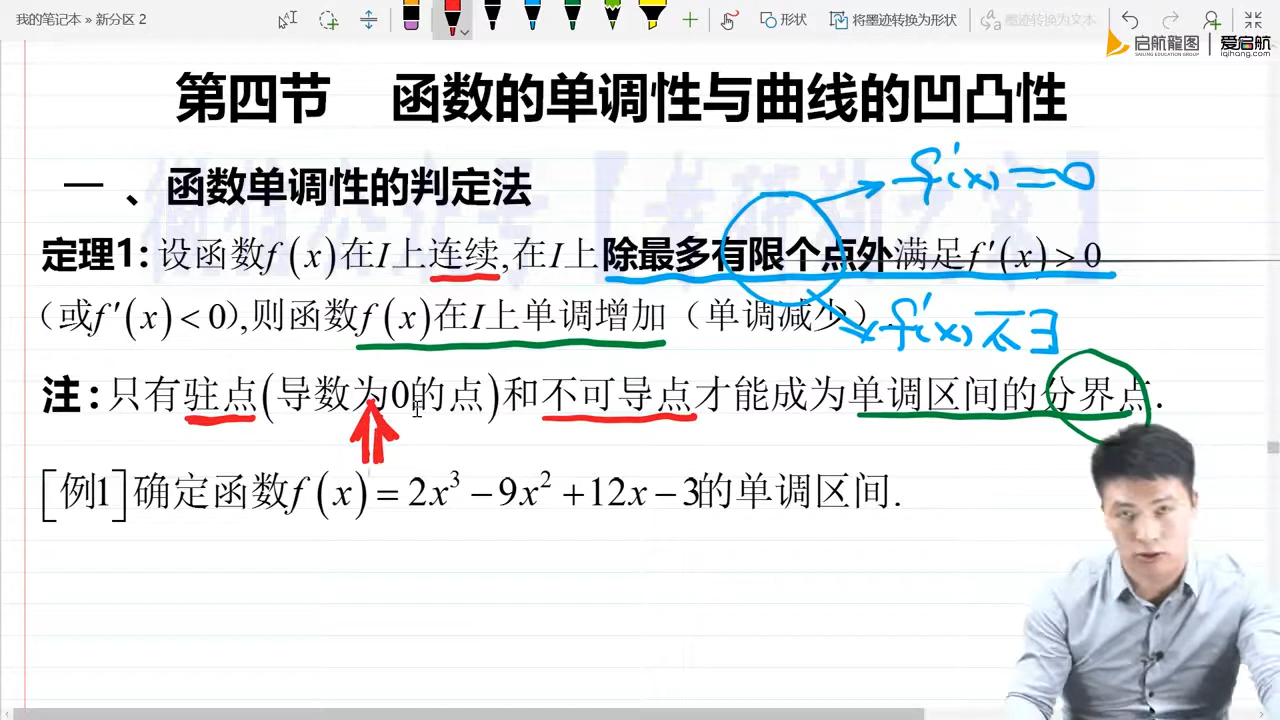 我的笔记本 » 新分区 2
形状 将墨迹转换为形状 墨迹转换为文本
启航龍图 爱启航
SAILING EDUCATION GROUP iqihang.com
第四节 函数的单调性与曲线的凹凸性
一 、函数单调性的判定法
f'(x)=0
定理1:设函数f(x)在I上连续,在I上除最多有限个点外满足f'(x)>0
(或f'(x)<0),则函数f(x)在I上单调增加(单调减少).
f'(x)不∃
注:只有驻点(导数为0的点)和不可导点才能成为单调区间的分界点.
[例1]确定函数f(x)=2x³-9x²+12x-3的单调区间.